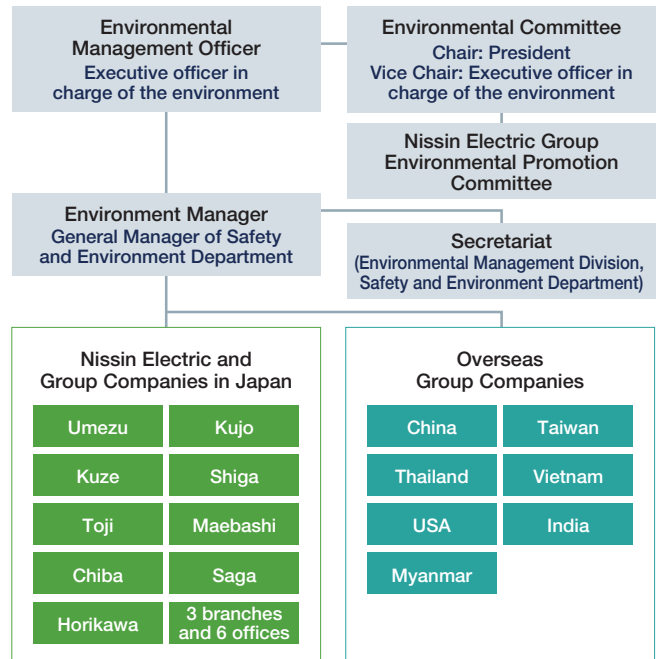 Environmental
Management Officer
Executive officer in
charge of the environment
Environmental Committee
Chair: President
Vice Chair: Executive officer in
charge of the environment
Nissin Electric Group
Environmental Promotion
Committee
Environment Manager
General Manager of Safety
and Environment Department
Secretariat
(Environmental Management Division,
Safety and Environment Department)
Nissin Electric and
Group Companies in Japan
Umezu
Kujo
Kuze
Shiga
Toji
Maebashi
Chiba
Saga
Horikawa
3 branches
and 6 offices
Overseas
Group Companies
China
Taiwan
Thailand
Vietnam
USA
India
Myanmar